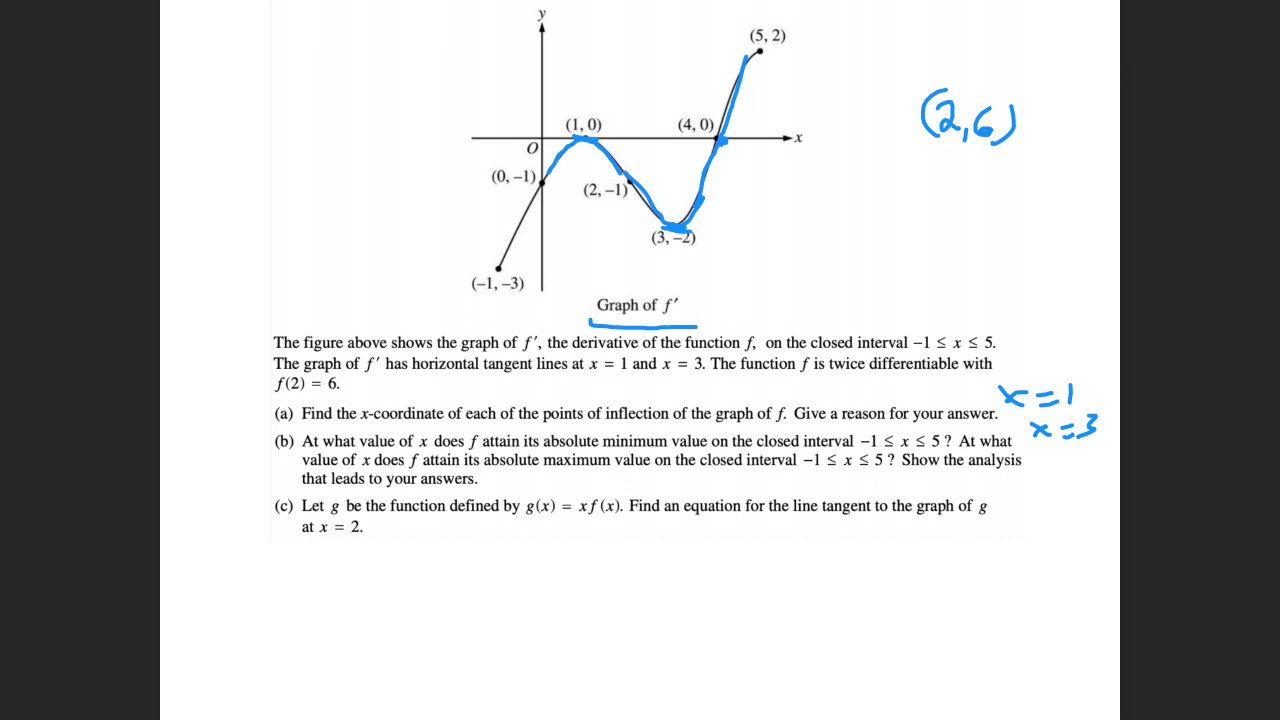 y
(5, 2)
(2,6)
(1, 0)
(4, 0)
x
O
(0, −1)
(2, −1)
(3, −2)
(−1, −3)
Graph of f′
The figure above shows the graph of f′, the derivative of the function f, on the closed interval −1 ≤ x ≤ 5.
The graph of f′ has horizontal tangent lines at x = 1 and x = 3. The function f is twice differentiable with
f(2) = 6.
x=1
(a) Find the x-coordinate of each of the points of inflection of the graph of f. Give a reason for your answer.
x=3
(b) At what value of x does f attain its absolute minimum value on the closed interval −1 ≤ x ≤ 5 ? At what
value of x does f attain its absolute maximum value on the closed interval −1 ≤ x ≤ 5 ? Show the analysis
that leads to your answers.
(c) Let g be the function defined by g(x) = xf(x). Find an equation for the line tangent to the graph of g
at x = 2.